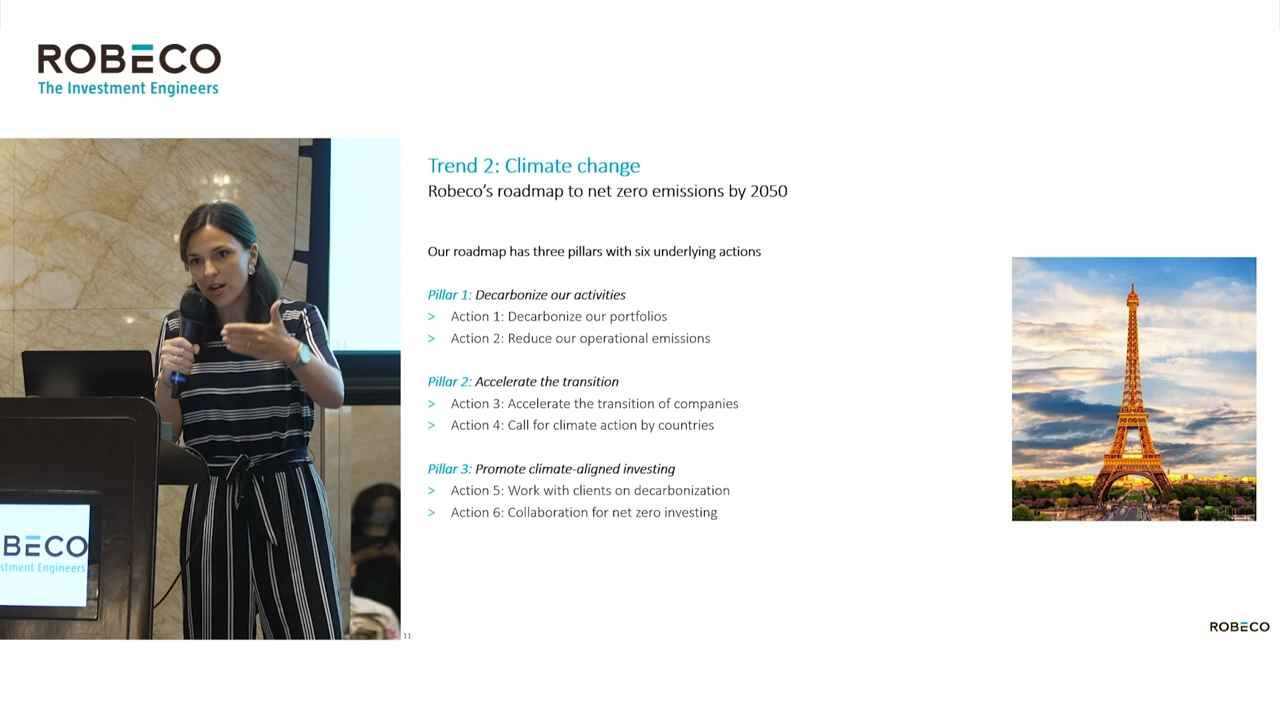 ROBECO
The Investment Engineers
Trend 2: Climate change
Robeco's roadmap to net zero emissions by 2050
Our roadmap has three pillars with six underlying actions
Pillar 1: Decarbonize our activities
> Action 1: Decarbonize our portfolios
> Action 2: Reduce our operational emissions
Pillar 2: Accelerate the transition
> Action 3: Accelerate the transition of companies
> Action 4: Call for climate action by countries
Pillar 3: Promote climate-aligned investing
> Action 5: Work with clients on decarbonization
> Action 6: Collaboration for net zero investing
BECO
stment Engineers
11
ROBECO